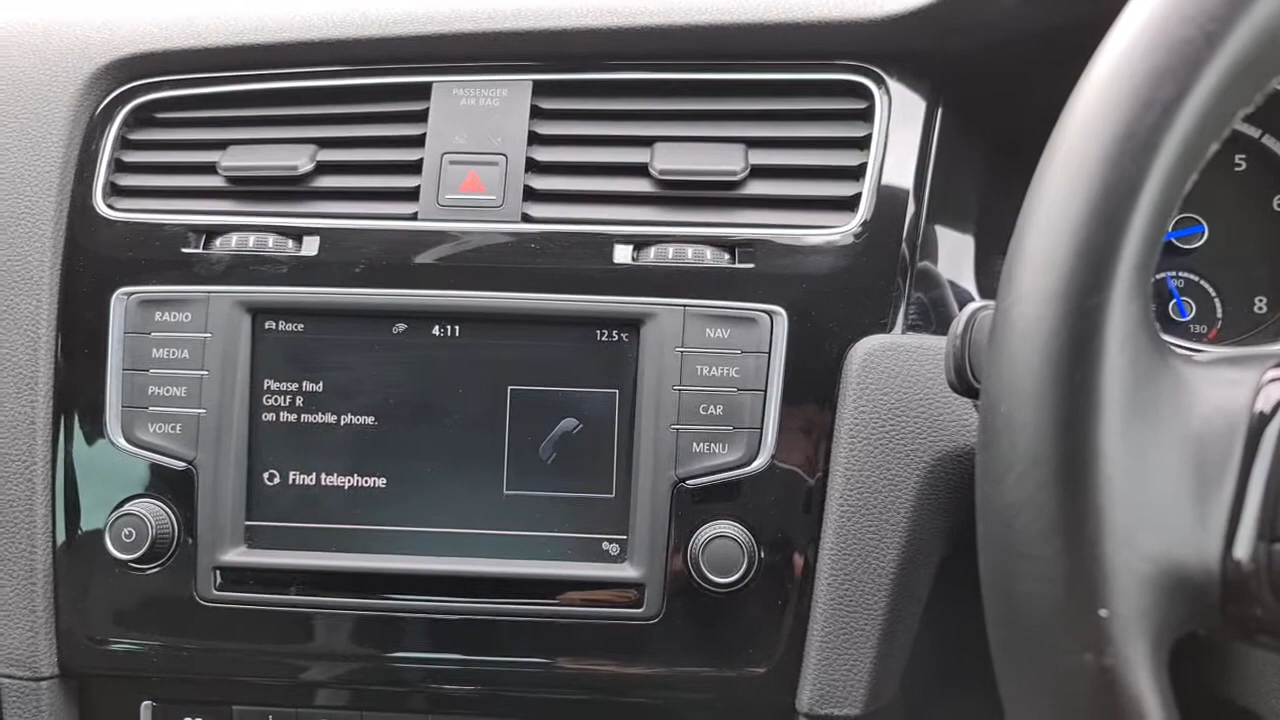 PASSENGER
AIR BAG
RADIO
MEDIA
PHONE
VOICE
Race
4:11
12.5°C
Please find
GOLF R
on the mobile phone.
Find telephone
NAV
TRAFFIC
CAR
MENU
5
8
90
130